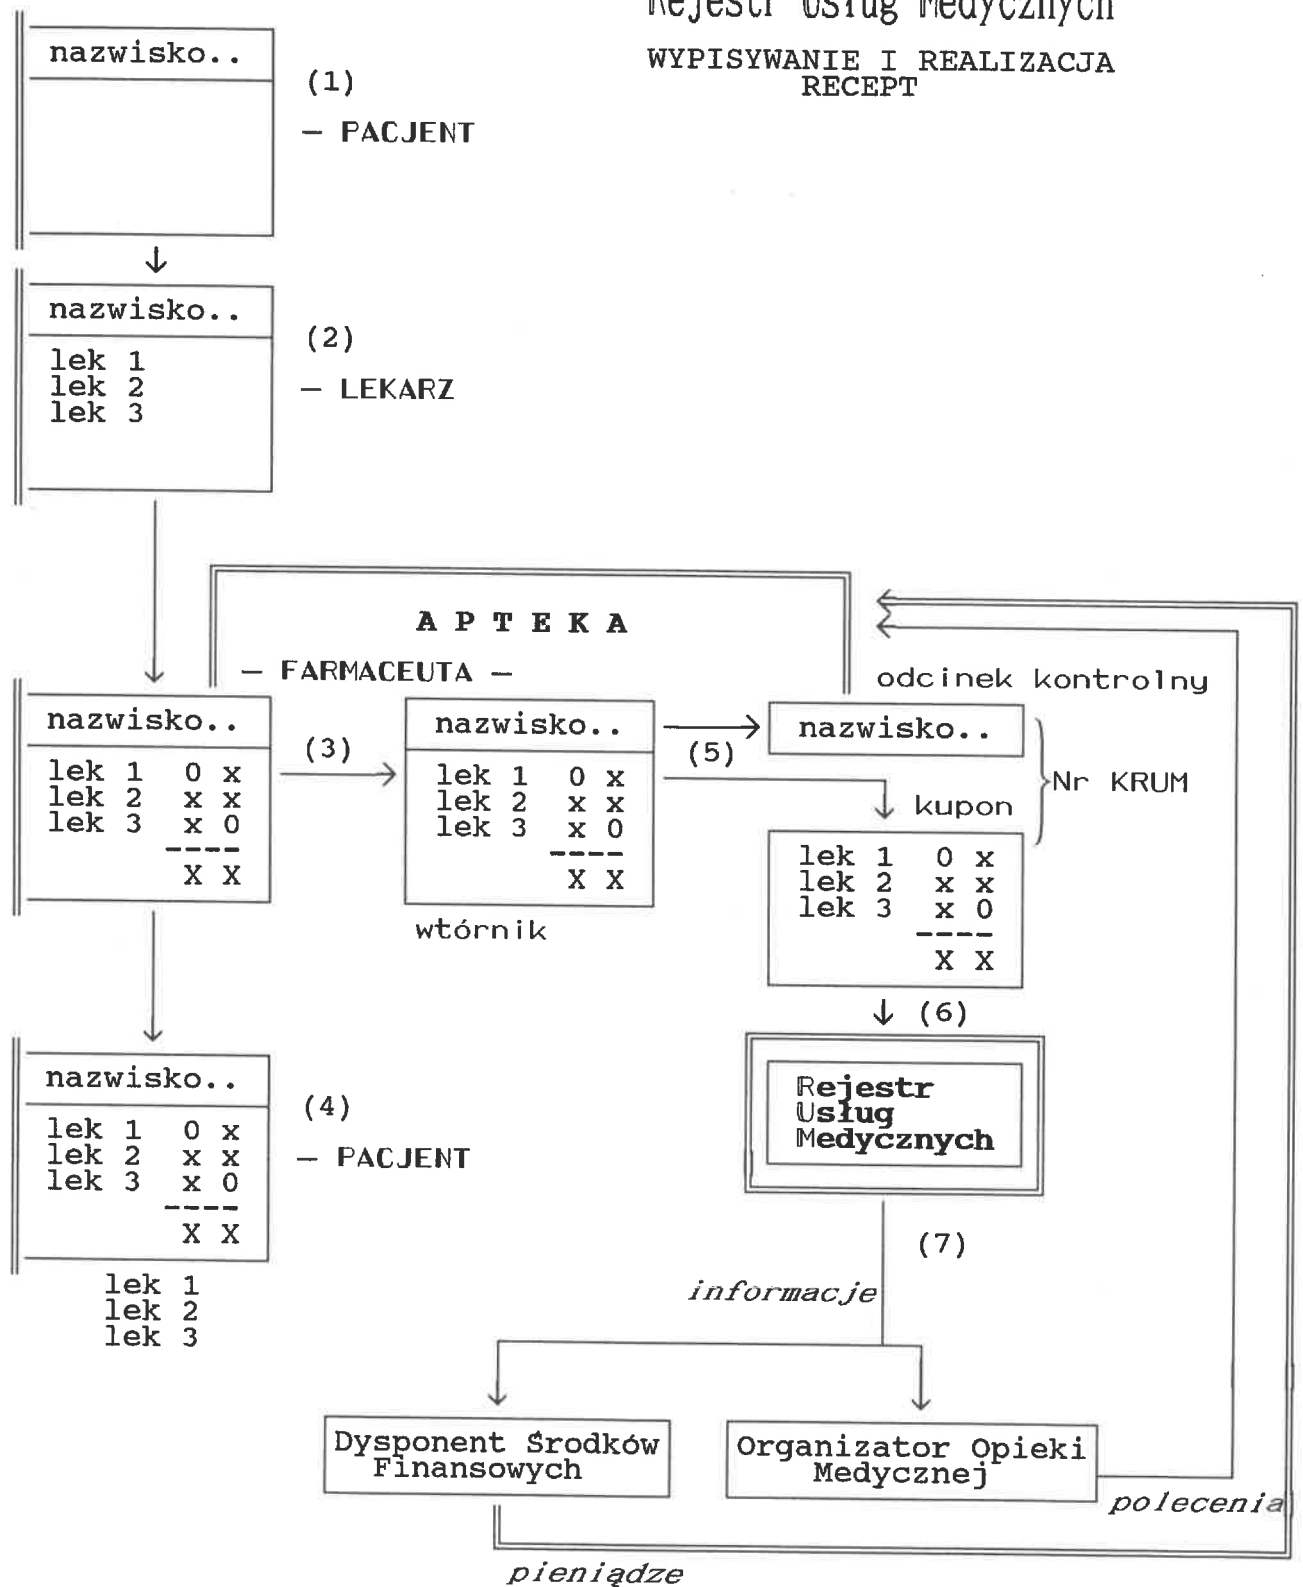 Rejestr Usług Medycznych
WYPISYWANIE I REALIZACJA
RECEPT
nazwisko..
(1)
— PACJENT
nazwisko..
lek 1
lek 2
lek 3
(2)
— LEKARZ
A P T E K A
— FARMACEUTA —
nazwisko..
lek 1 0 x
lek 2 x x
lek 3 x 0
----
X X
(3)
nazwisko..
lek 1 0 x
lek 2 x x
lek 3 x 0
----
X X
wtórnik
(5)
odcinek kontrolny
nazwisko..
Nr KRUM
kupon
lek 1 0 x
lek 2 x x
lek 3 x 0
----
X X
(6)
Rejestr
Usług
Medycznych
nazwisko..
lek 1 0 x
lek 2 x x
lek 3 x 0
----
X X
(4)
— PACJENT
lek 1
lek 2
lek 3
(7)
informacje
Dysponent Środków
Finansowych
Organizator Opieki
Medycznej
polecenia
pieniądze